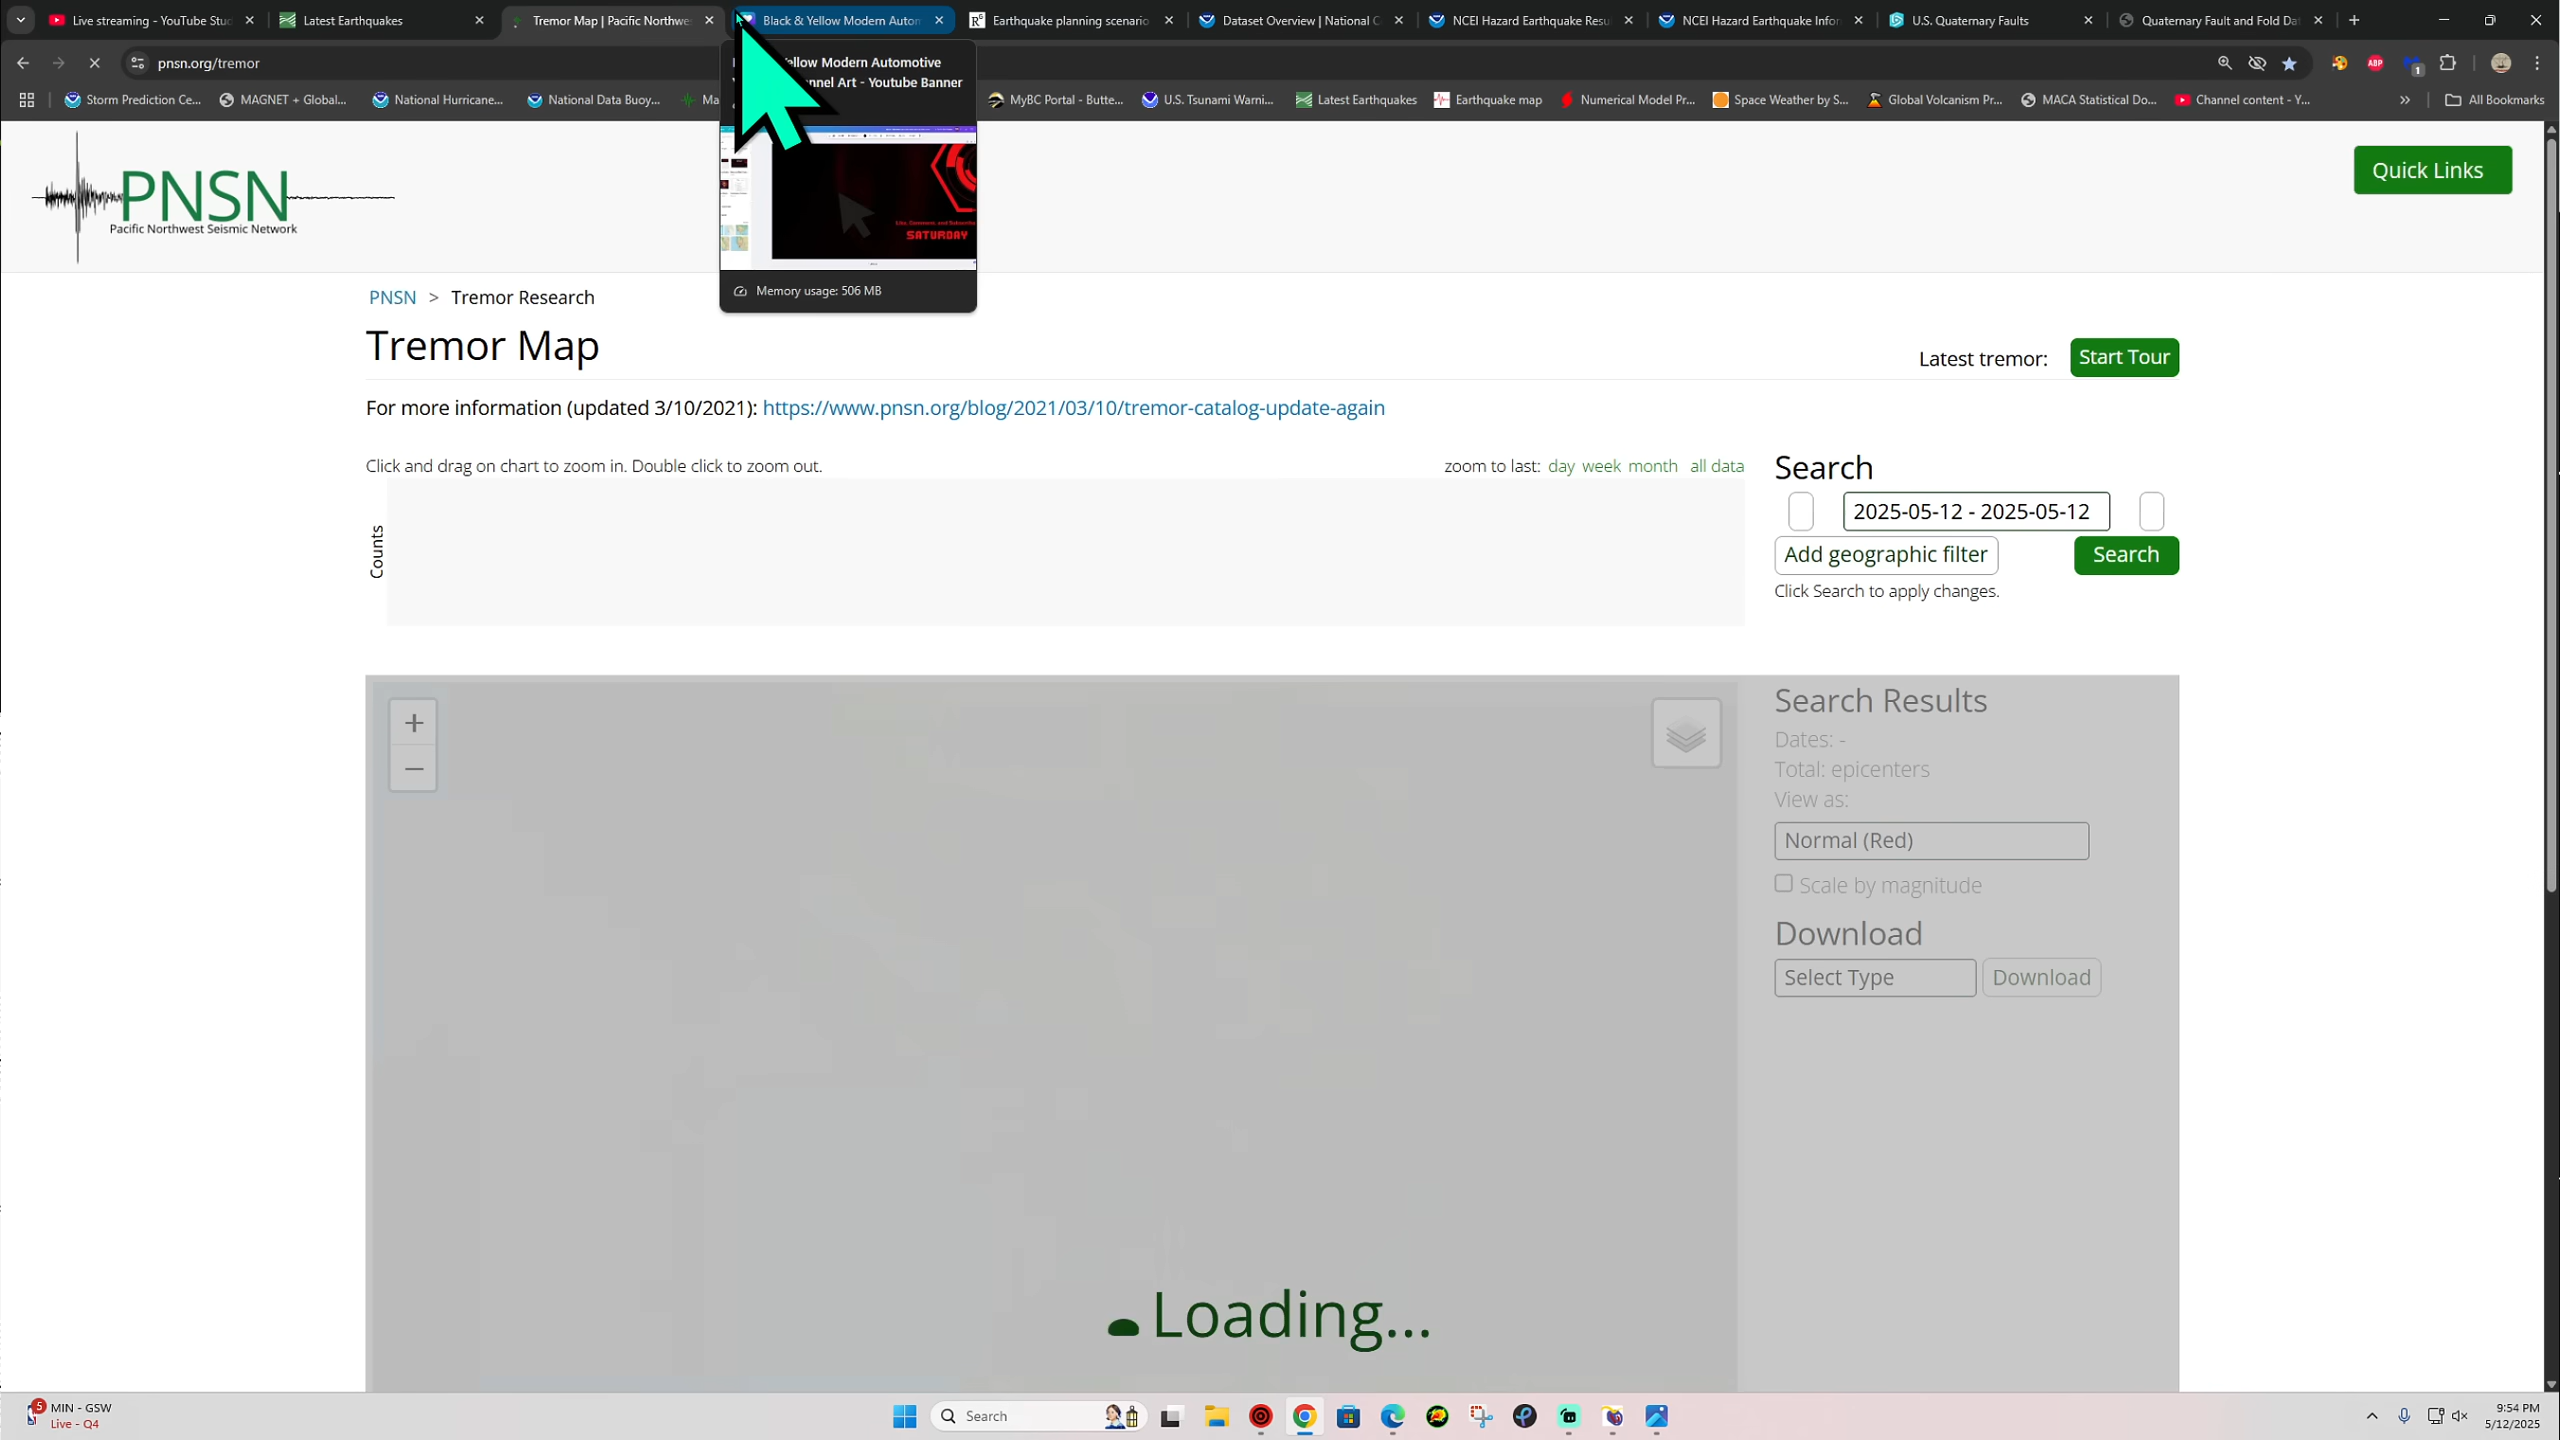 Live streaming - YouTube Stu
Latest Earthquakes
Tremor Map | Pacific Northwe
Black & Yellow Modern Autom
Earthquake planning scenario
Dataset Overview | National C
NCEI Hazard Earthquake Resu
NCEI Hazard Earthquake Infor
U.S. Quaternary Faults
Quaternary Fault and Fold Dat
pnsn.org/tremor
ABP
1
Storm Prediction Ce...
MAGNET + Global...
National Hurricane...
National Data Buoy...
Ma
MyBC Portal - Butte...
U.S. Tsunami Warni...
Latest Earthquakes
Earthquake map
Numerical Model Pr...
Space Weather by S...
Global Volcanism Pr...
MACA Statistical Do...
Channel content - Y...
All Bookmarks
ellow Modern Automotive
nnel Art - Youtube Banner
SATURDAY
Memory usage: 506 MB
PNSN
Pacific Northwest Seismic Network
Quick Links
PNSN > Tremor Research
Tremor Map
Latest tremor:
Start Tour
For more information (updated 3/10/2021): https://www.pnsn.org/blog/2021/03/10/tremor-catalog-update-again
Click and drag on chart to zoom in. Double click to zoom out.
zoom to last: day week month all data
Counts
Search
2025-05-12 - 2025-05-12
Add geographic filter
Search
Click Search to apply changes.
Search Results
Dates: -
Total: epicenters
View as:
Normal (Red)
Scale by magnitude
Download
Select Type
Download
Loading...
5
MIN - GSW
Live - Q4
Search
9:54 PM
5/12/2025